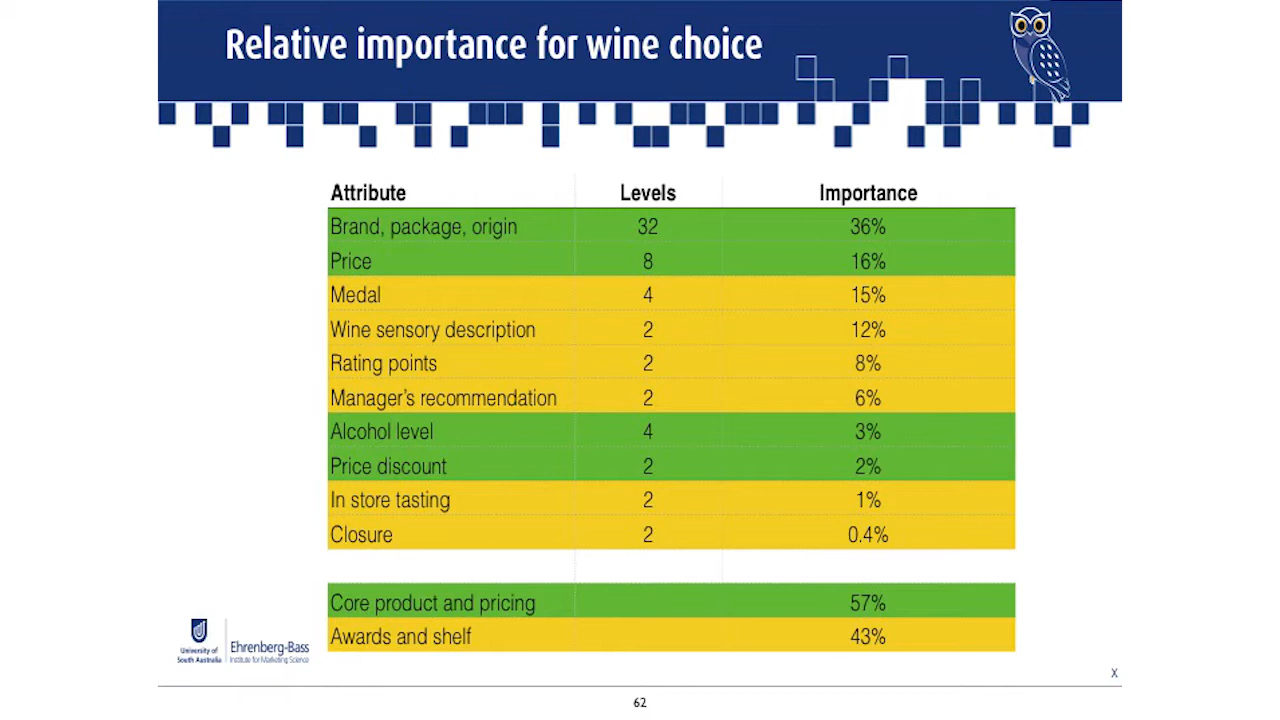 Relative importance for wine choice
Attribute Levels Importance
Brand, package, origin 32 36%
Price 8 16%
Medal 4 15%
Wine sensory description 2 12%
Rating points 2 8%
Manager's recommendation 2 6%
Alcohol level 4 3%
Price discount 2 2%
In store tasting 2 1%
Closure 2 0.4%
Core product and pricing 57%
Awards and shelf 43%
University of
South Australia
Ehrenberg-Bass
Institute for Marketing Science
X
62